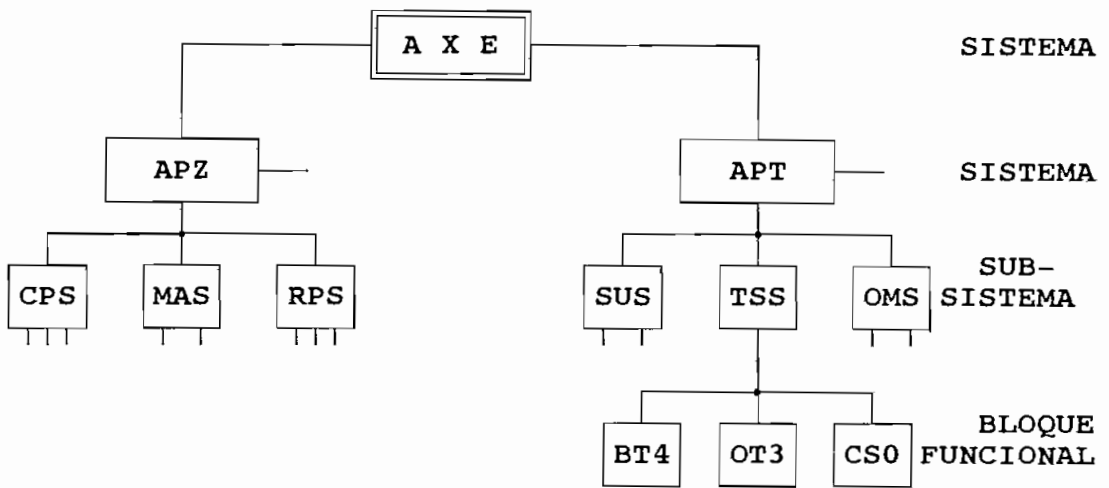 A X E
SISTEMA
APZ
APT
SISTEMA
CPS
MAS
RPS
SUS
TSS
OMS
SUB-
SISTEMA
BT4
OT3
CS0
BLOQUE
FUNCIONAL